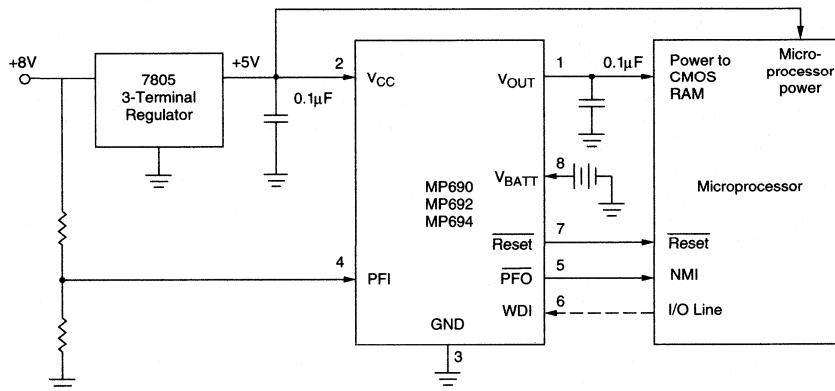 +8V
7805
3-Terminal
Regulator
+5V
0.1μF
2
VCC
4
PFI
MP690
MP692
MP694
GND
3
VOUT
1
0.1μF
VBATT
8
Reset
7
PFO
5
WDI
6
Power to
CMOS
RAM
Micro-
processor
power
Microprocessor
Reset
NMI
I/O Line